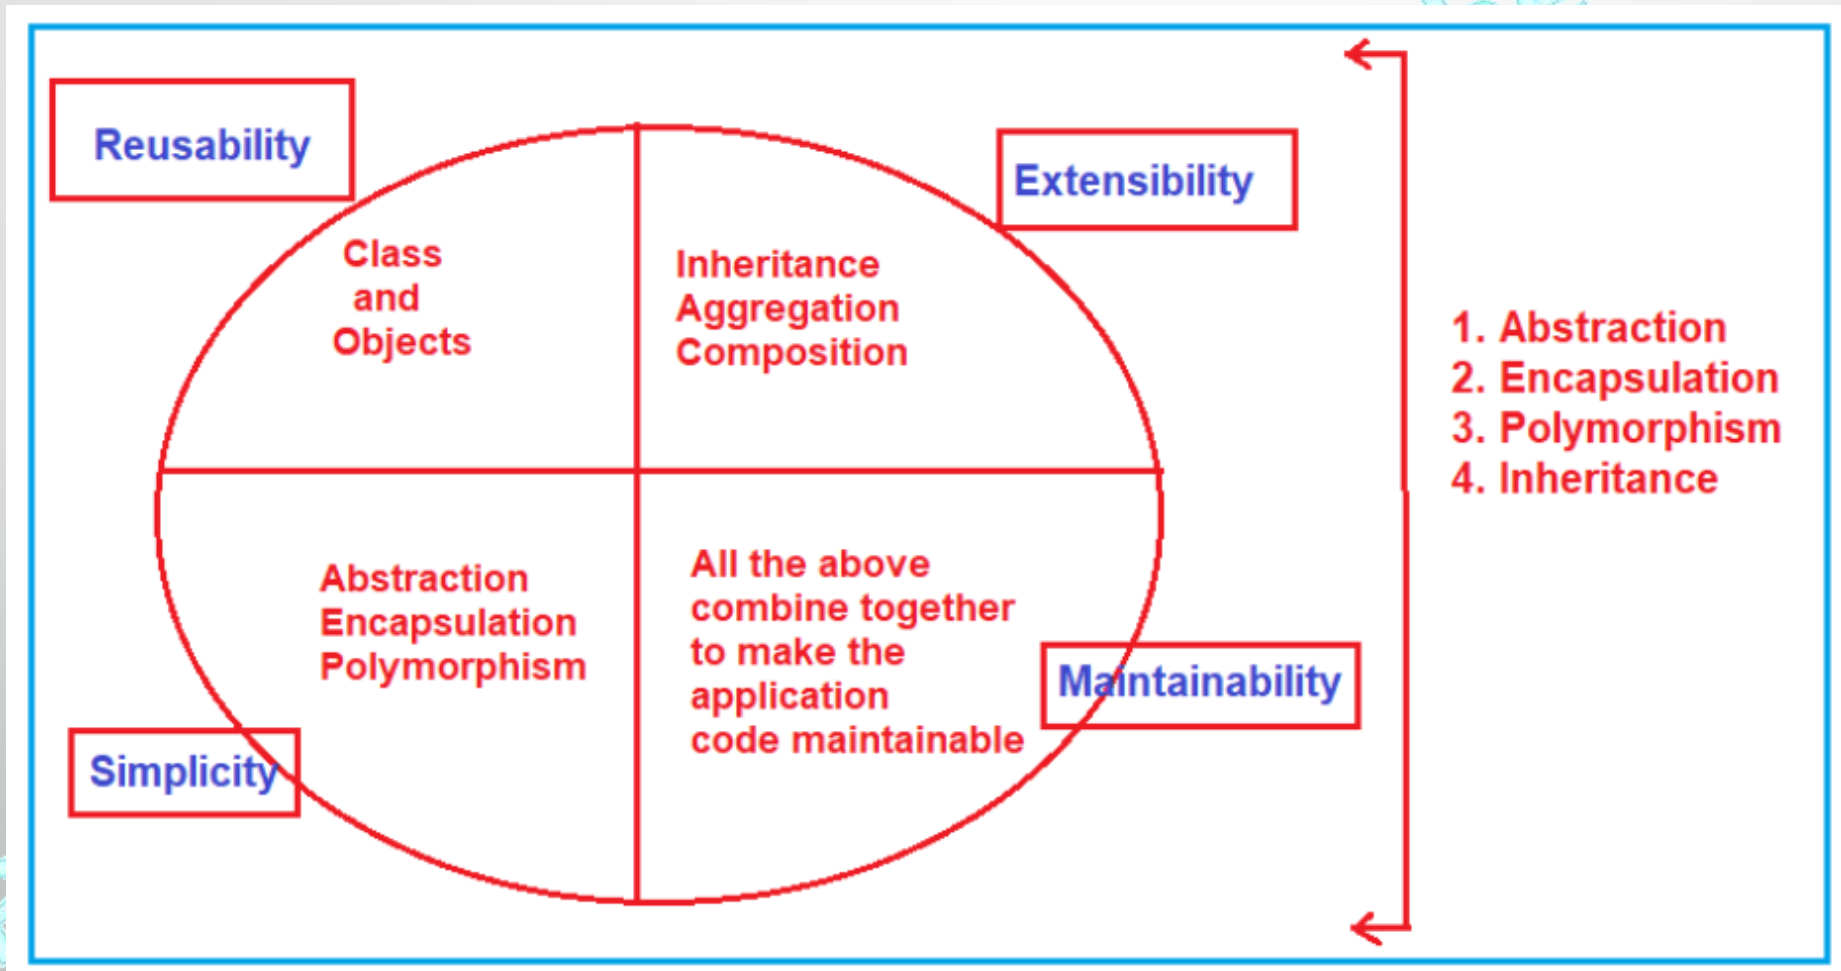 Reusability
Class
and
Objects
Inheritance
Aggregation
Composition
Extensibility
Abstraction
Encapsulation
Polymorphism
Simplicity
All the above
combine together
to make the
application
code maintainable
Maintainability
1. Abstraction
2. Encapsulation
3. Polymorphism
4. Inheritance